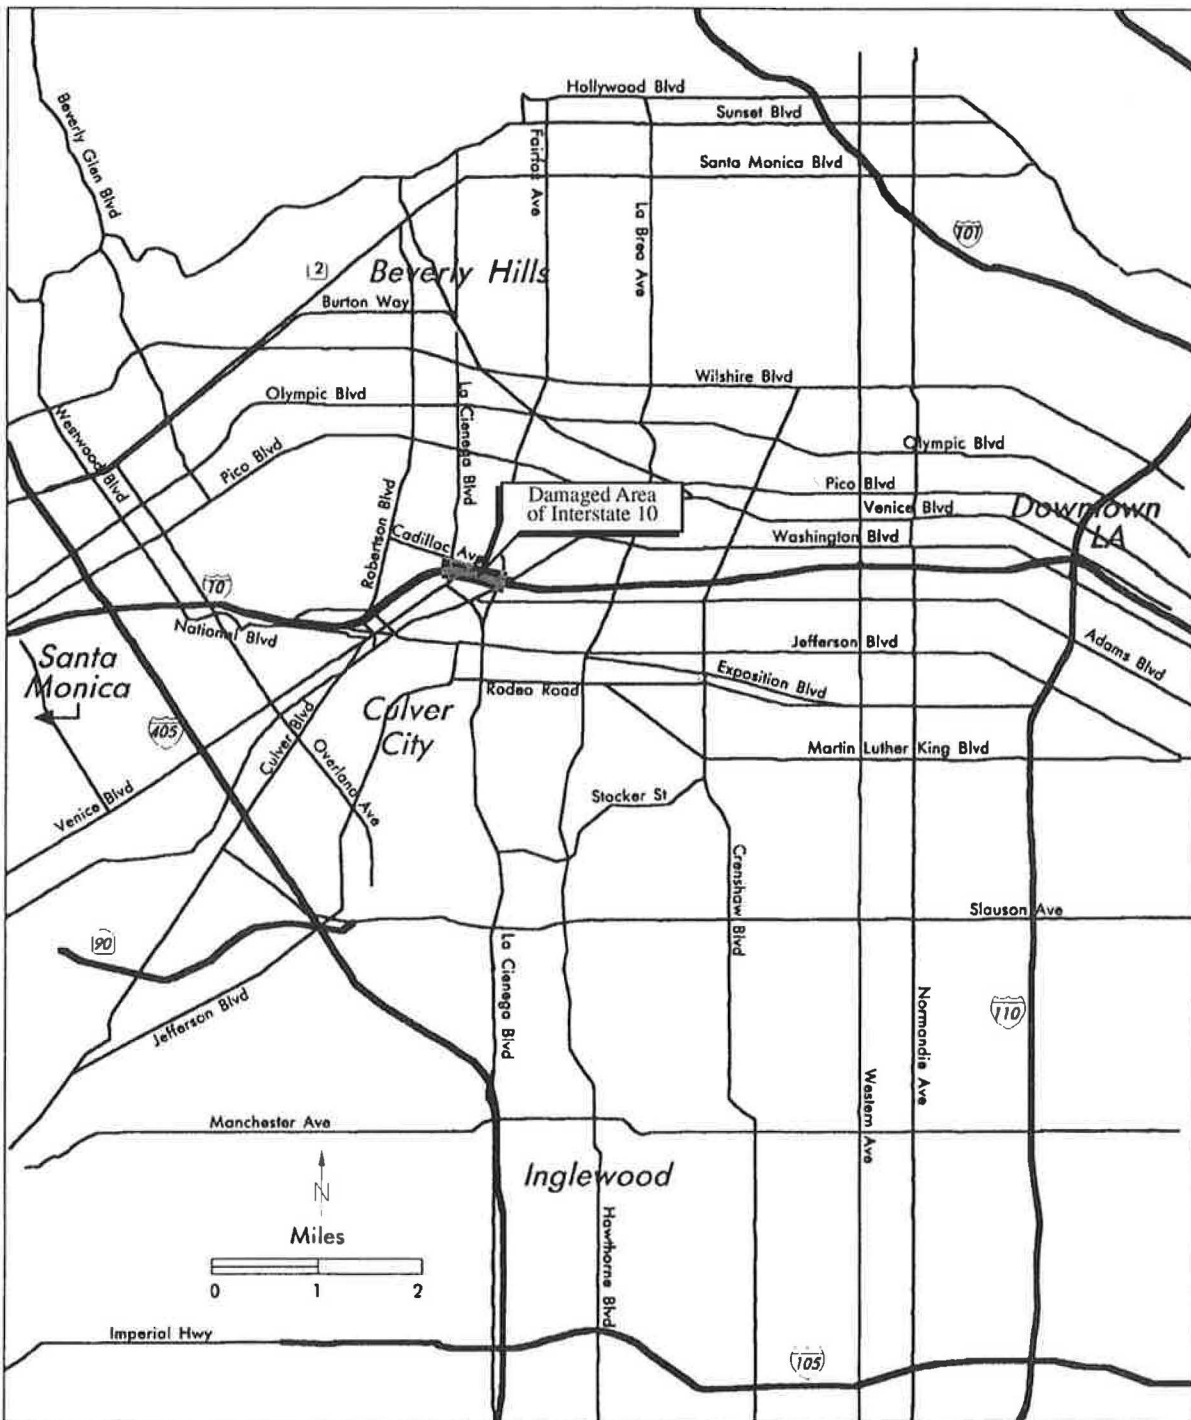 Hollywood Blvd
Sunset Blvd
Santa Monica Blvd
Beverly Glen Blvd
Fairfax Ave
La Brea Ave
101
2
Beverly Hills
Burton Way
Wilshire Blvd
Olympic Blvd
La Cienega Blvd
Westwood Blvd
Pico Blvd
Olympic Blvd
Pico Blvd
Venice Blvd
Downtown
LA
Damaged Area
of Interstate 10
Robertson Blvd
Cadillac Ave
Washington Blvd
10
National Blvd
Jefferson Blvd
Adams Blvd
Santa
Monica
Exposition Blvd
Rodeo Road
Culver
City
405
Culver Blvd
Overland Ave
Martin Luther King Blvd
Venice Blvd
Stocker St
Crenshaw Blvd
Slauson Ave
90
La Cienega Blvd
Jefferson Blvd
Normandie Ave
110
Western Ave
Manchester Ave
Inglewood
N
Miles
0 1 2
Hawthorne Blvd
Imperial Hwy
105